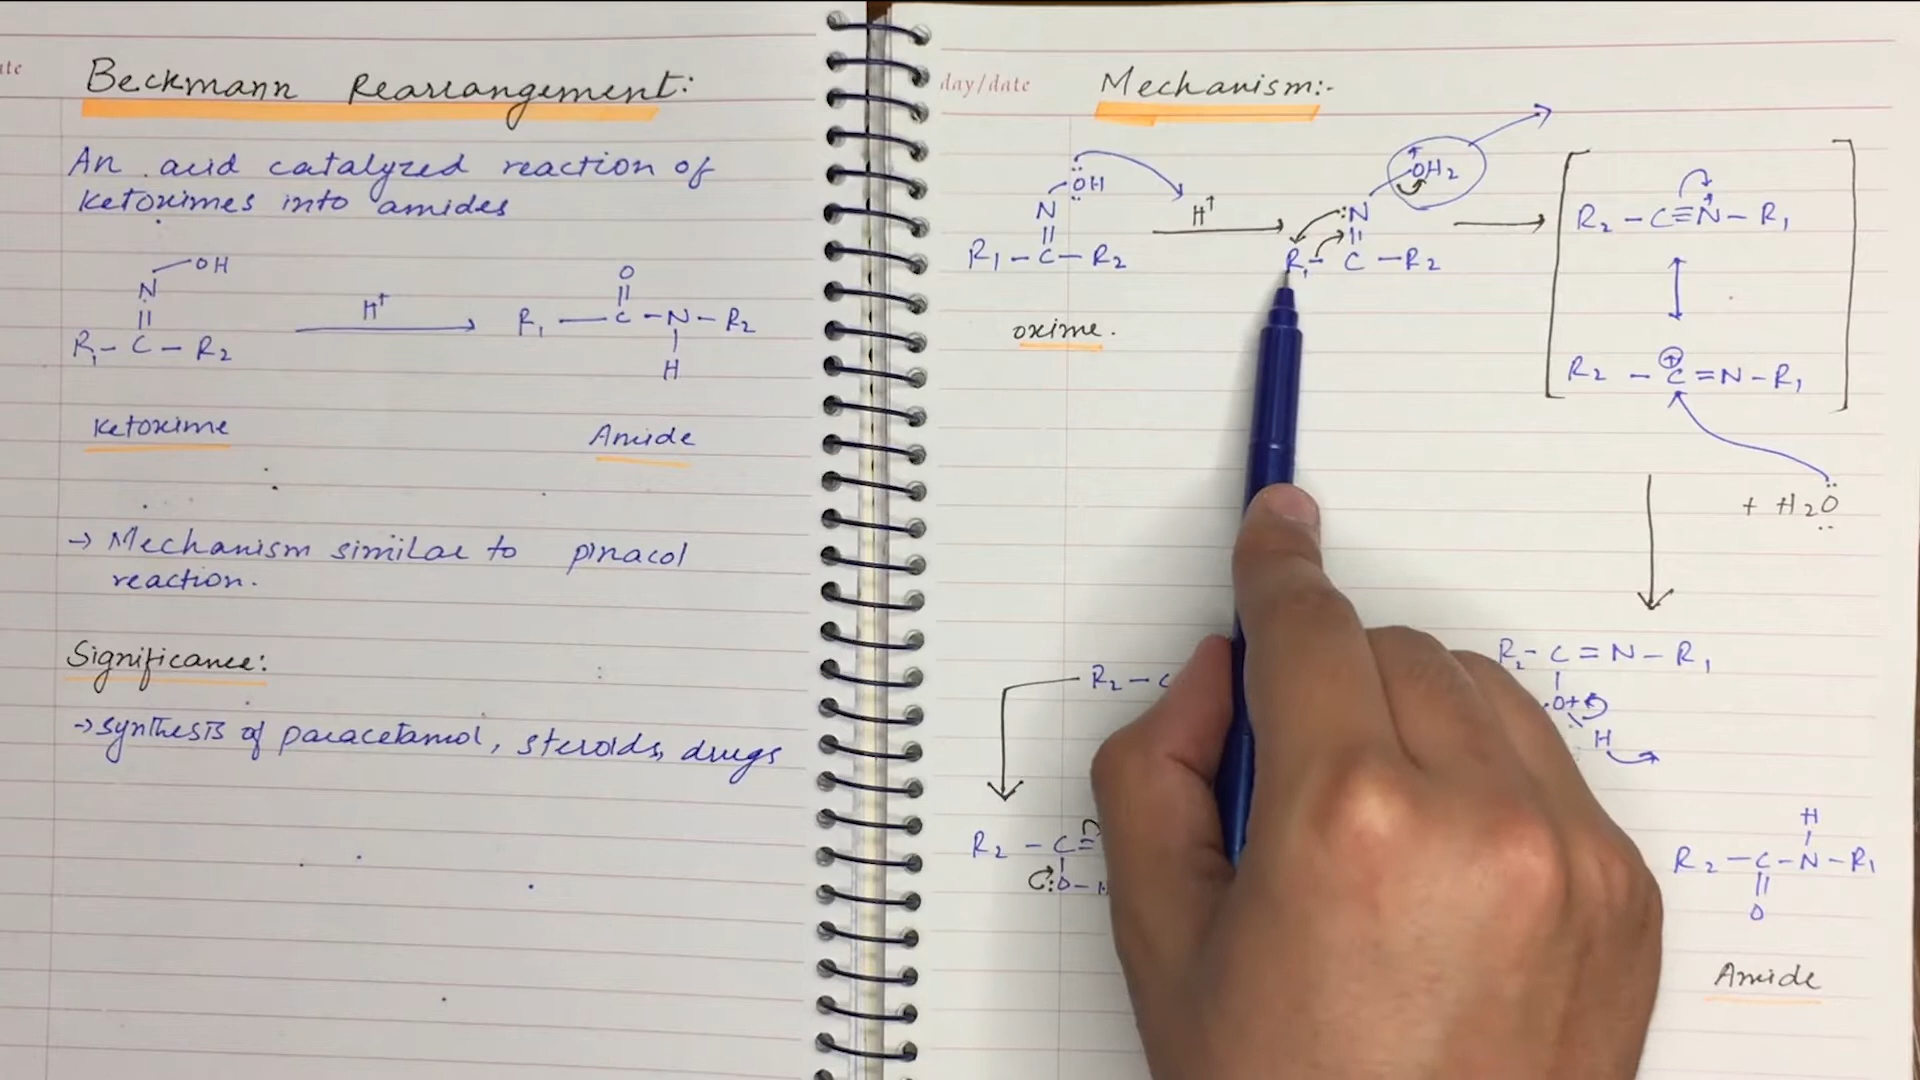 ate
Beckmann Rearrangement:
An acid catalyzed reaction of
ketoximes into amides
OH
N
||
R₁ – C – R₂
H⁺
O
||
R₁ — C – N – R₂
|
H
ketoxime
Amide
→ Mechanism similar to pinacol
reaction.
Significance:
→ synthesis of paracetamol, steroids, drugs
day/date
Mechanism:-
OH
N
||
R₁ – C – R₂
oxime.
H⁺
OH₂
:N
||
R₁ – C – R₂
R₂ – C ≡ N – R₁
R₂ – C = N – R₁
+
+ H₂O
R₂ – C = N – R₁
|
O+
H
R₂ – C
R₂ – C =
|
:O – H
H
|
R₂ – C – N – R₁
||
O
Amide